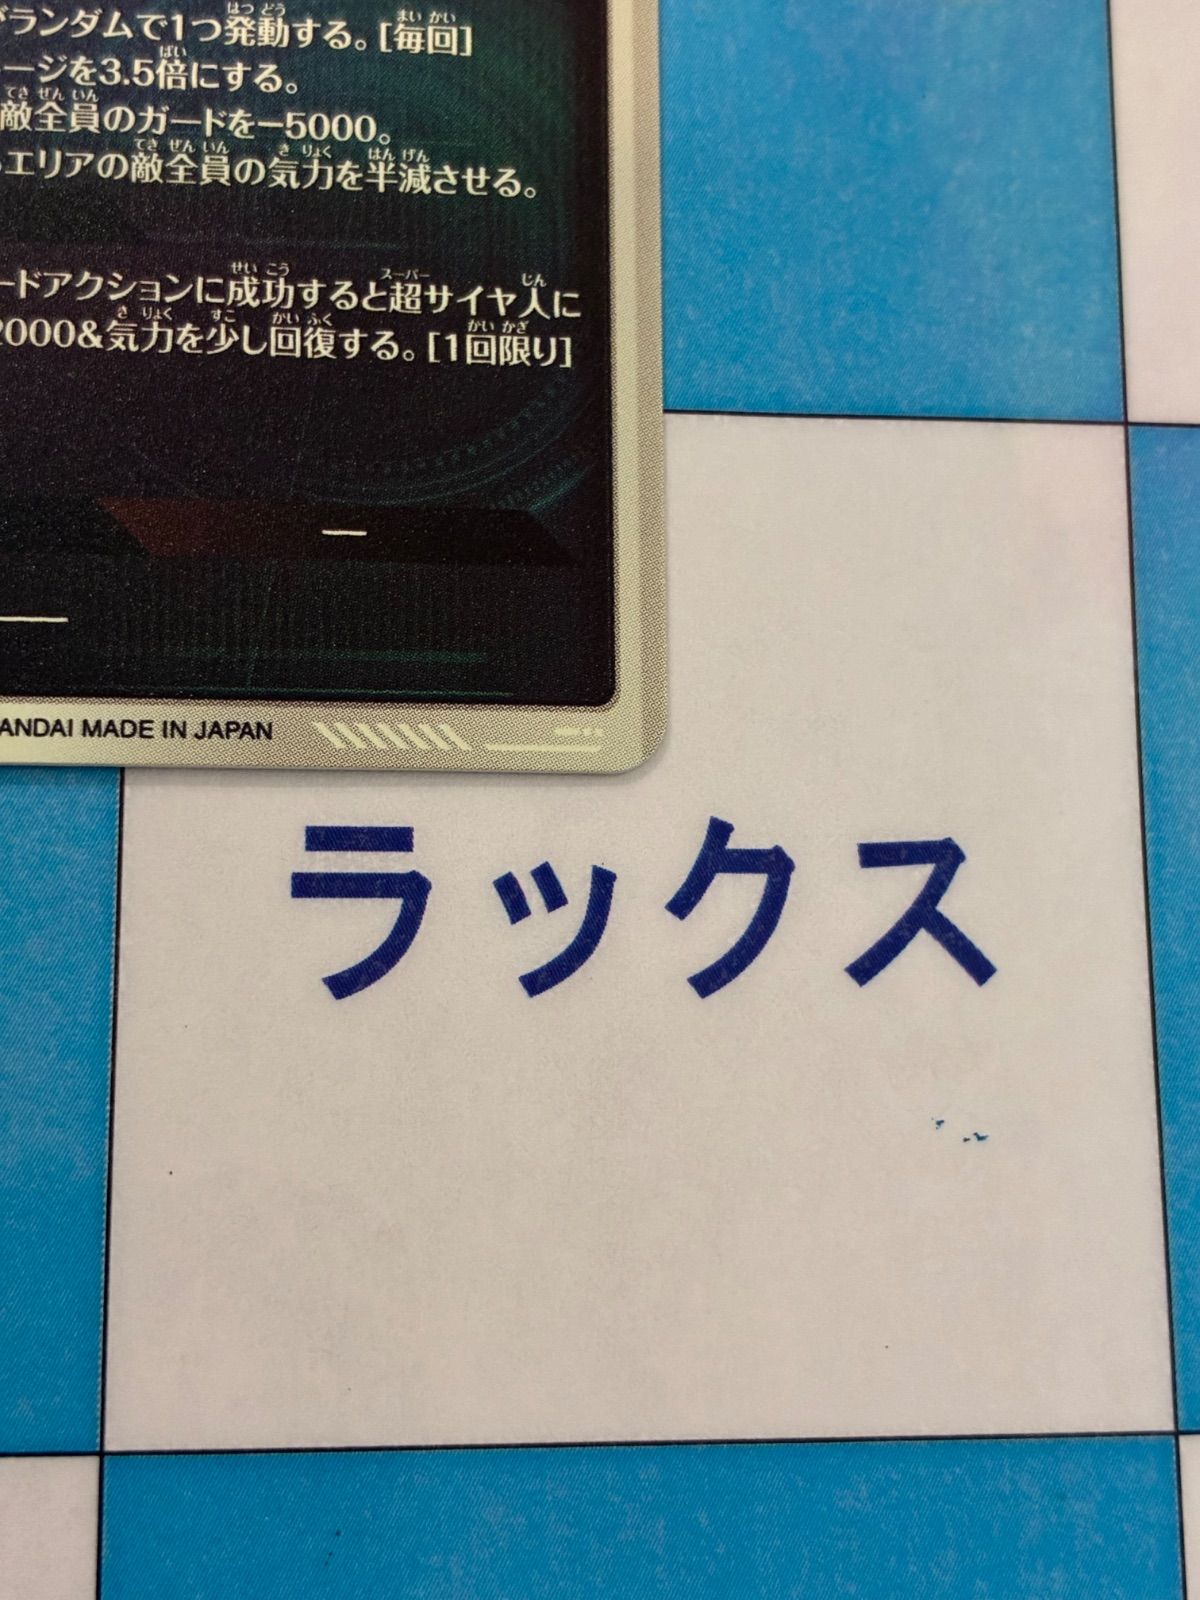 ランダムで1つ発動する。[毎回]
ージを3.5倍にする。
敵全員のガードを−5000。
エリアの敵全員の気力を半減させる。
ードアクションに成功すると超サイヤ人に
2000&気力を少し回復する。[1回限り]
ANDAI MADE IN JAPAN
ラックス